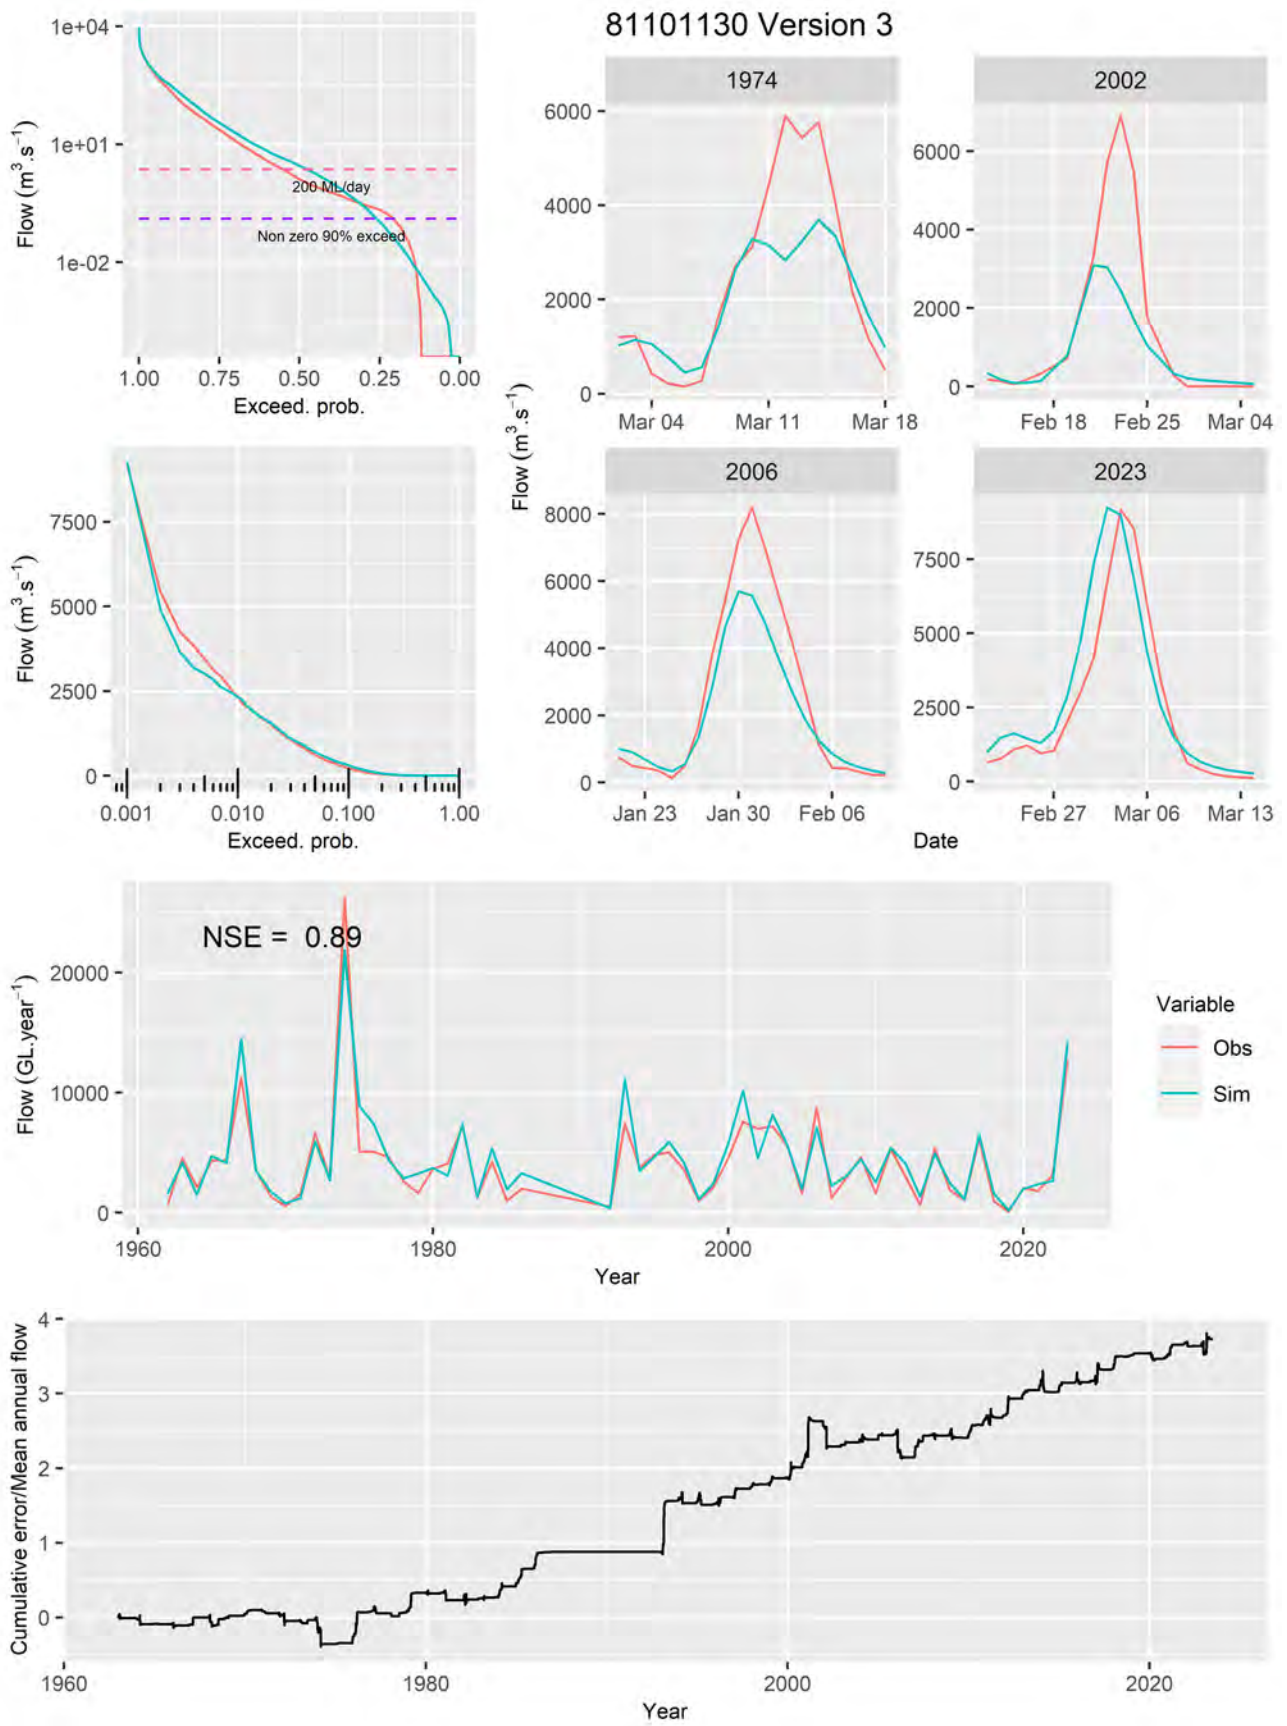 81101130 Version 3
1e+04
1e+01
1e-02
Flow (m³.s⁻¹)
200 ML/day
Non zero 90% exceed
1.00 0.75 0.50 0.25 0.00
Exceed. prob.
7500
5000
2500
0
Flow (m³.s⁻¹)
0.001 0.010 0.100 1.00
Exceed. prob.
Flow (m³.s⁻¹)
1974
6000
4000
2000
0
Mar 04 Mar 11 Mar 18
2002
6000
4000
2000
0
Feb 18 Feb 25 Mar 04
2006
8000
6000
4000
2000
0
Jan 23 Jan 30 Feb 06
2023
7500
5000
2500
0
Feb 27 Mar 06 Mar 13
Date
NSE = 0.89
20000
10000
0
Flow (GL.year⁻¹)
1960 1980 2000 2020
Year
Variable
Obs
Sim
4
3
2
1
0
Cumulative error/Mean annual flow
1960 1980 2000 2020
Year